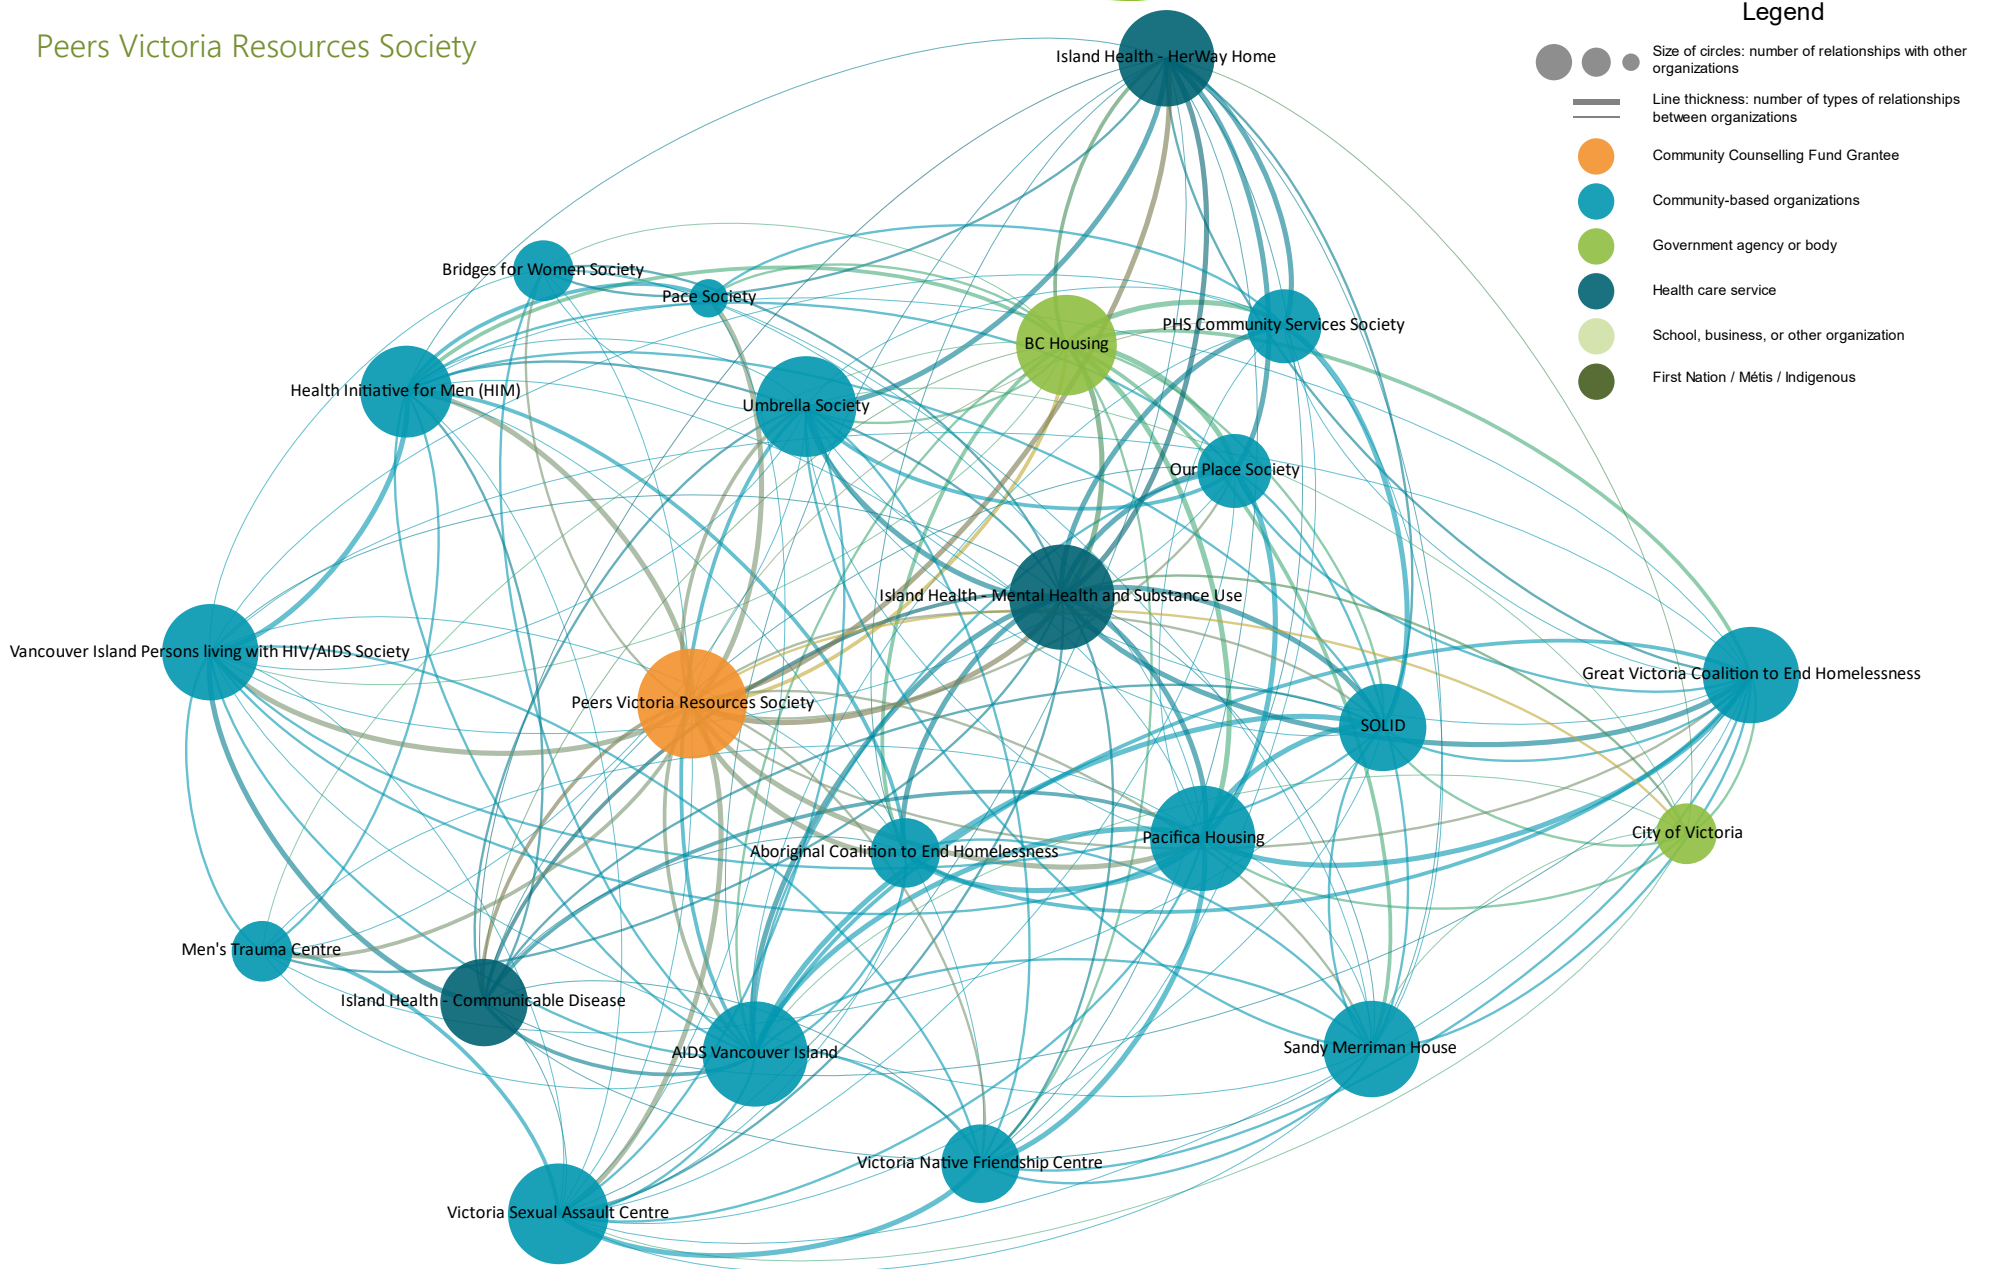 Legend
Peers Victoria Resources Society
Size of circles: number of relationships with other
organizations
Line thickness: number of types of relationships
between organizations
Community Counselling Fund Grantee
Community-based organizations
Government agency or body
Health care service
School, business, or other organization
First Nation / Métis / Indigenous
Island Health - HerWay Home
Bridges for Women Society
Pace Society
PHS Community Services Society
BC Housing
Health Initiative for Men (HIM)
Umbrella Society
Our Place Society
Island Health - Mental Health and Substance Use
Vancouver Island Persons living with HIV/AIDS Society
Great Victoria Coalition to End Homelessness
Peers Victoria Resources Society
SOLID
City of Victoria
Pacifica Housing
Aboriginal Coalition to End Homelessness
Men's Trauma Centre
Island Health - Communicable Disease
Sandy Merriman House
AIDS Vancouver Island
Victoria Native Friendship Centre
Victoria Sexual Assault Centre